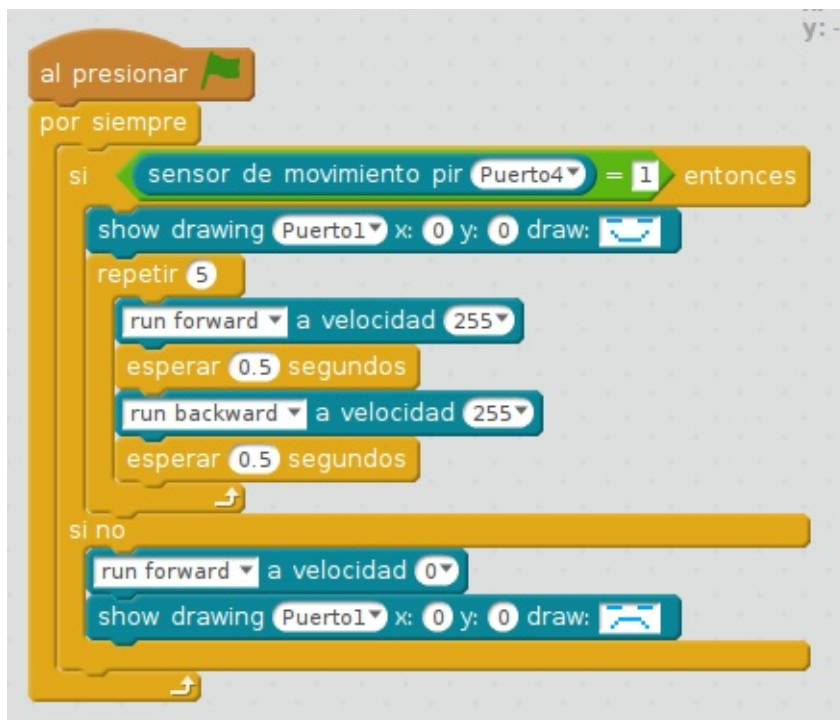 y: -
al presionar
por siempre
si sensor de movimiento pir Puerto4 = 1 entonces
show drawing Puerto1 x: 0 y: 0 draw:
repetir 5
run forward a velocidad 255
esperar 0.5 segundos
run backward a velocidad 255
esperar 0.5 segundos
si no
run forward a velocidad 0
show drawing Puerto1 x: 0 y: 0 draw: